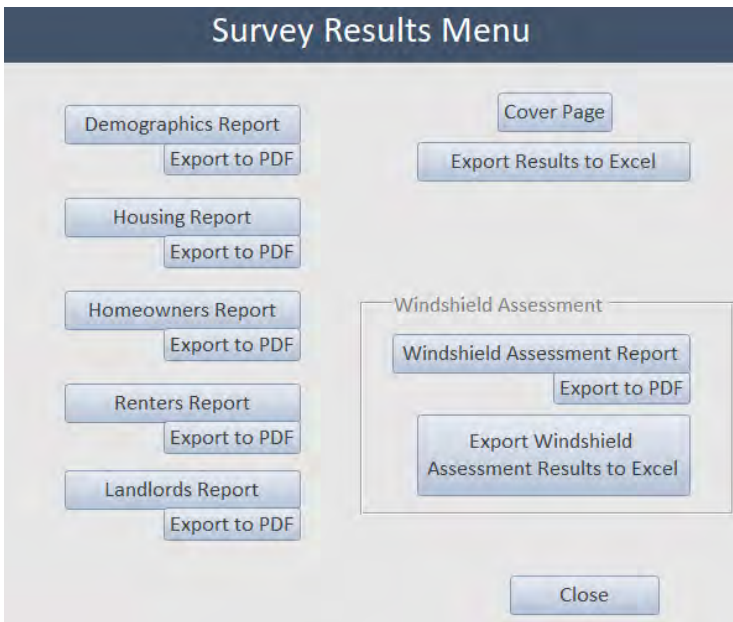 Survey Results Menu
Demographics Report
Export to PDF
Housing Report
Export to PDF
Homeowners Report
Export to PDF
Renters Report
Export to PDF
Landlords Report
Export to PDF
Cover Page
Export Results to Excel
Windshield Assessment
Windshield Assessment Report
Export to PDF
Export Windshield
Assessment Results to Excel
Close